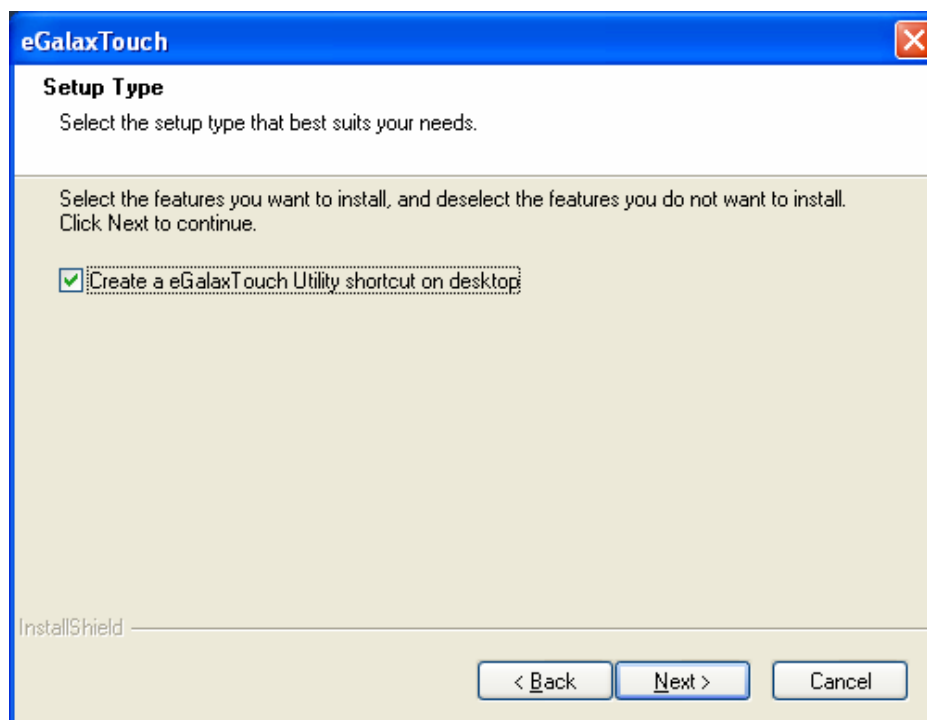 eGalaxTouch
Setup Type
Select the setup type that best suits your needs.
Select the features you want to install, and deselect the features you do not want to install.
Click Next to continue.
Create a eGalaxTouch Utility shortcut on desktop
InstallShield
< Back
Next >
Cancel